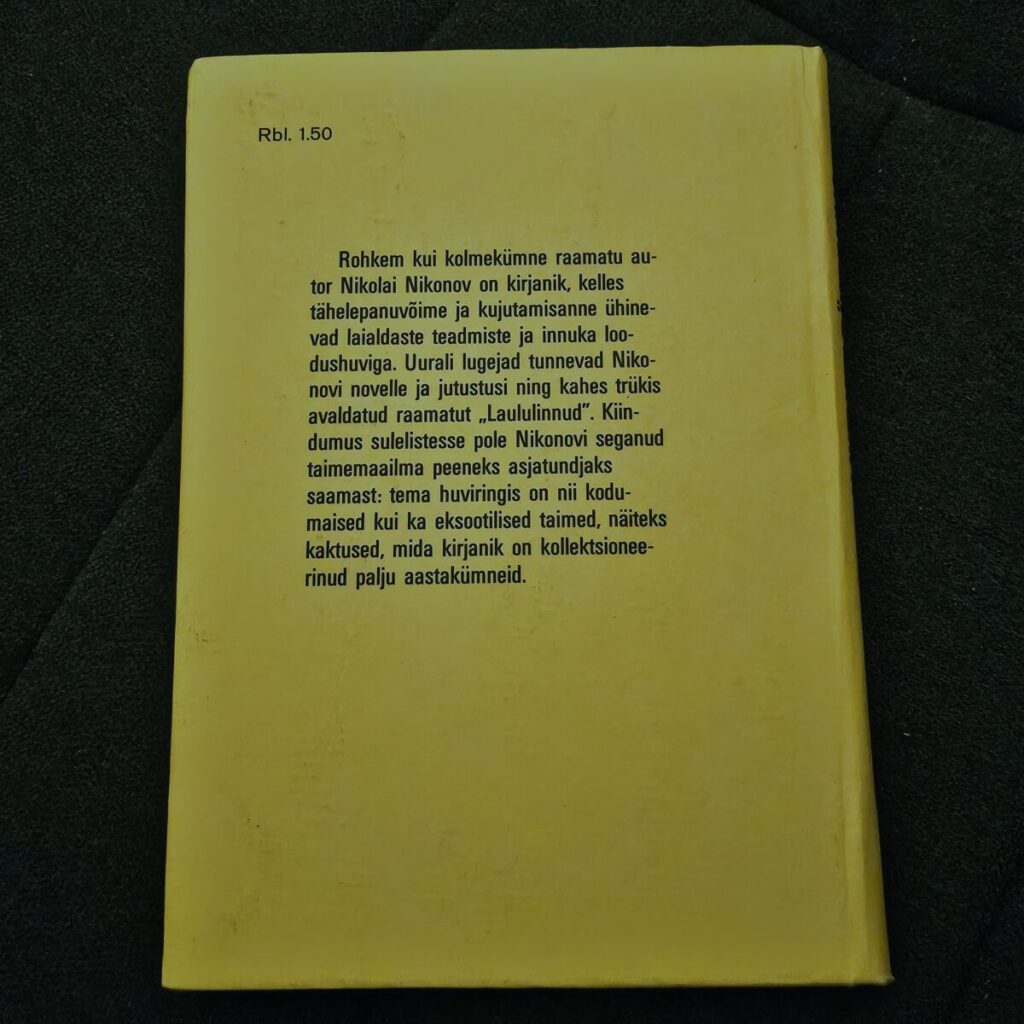 Rbl. 1.50
Rohkem kui kolmekümne raamatu au-
tor Nikolai Nikonov on kirjanik, kelles
tähelepanuvõime ja kujutamisanne ühine-
vad laialdaste teadmiste ja innuka loo-
dushuviga. Uurali lugejad tunnevad Niko-
novi novelle ja jutustusi ning kahes trükis
avaldatud raamatut „Laululinnud”. Kiin-
dumus sulelistesse pole Nikonovi seganud
taimemaailma peeneks asjatundjaks
saamast: tema huviringis on nii kodu-
maised kui ka eksootilised taimed, näiteks
kaktused, mida kirjanik on kollektsionee-
rinud palju aastakümneid.